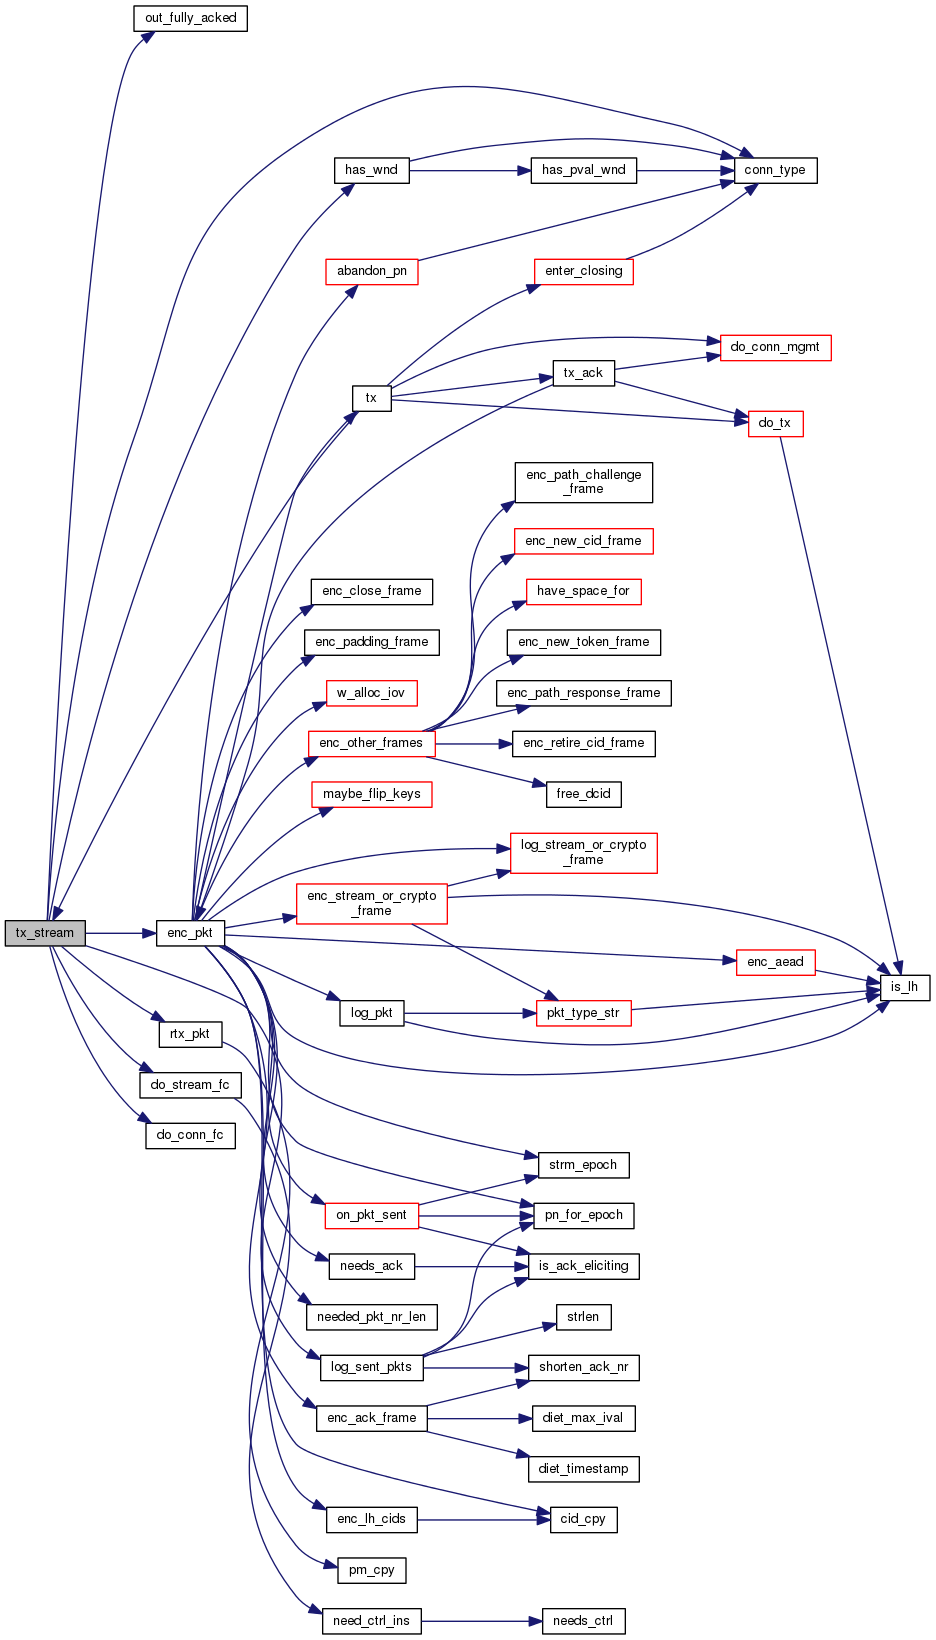 out_fully_acked
has_wnd
has_pval_wnd
conn_type
abandon_pn
enter_closing
do_conn_mgmt
tx_ack
tx
do_tx
enc_path_challenge
_frame
enc_new_cid_frame
enc_close_frame
have_space_for
enc_padding_frame
enc_new_token_frame
w_alloc_iov
enc_path_response_frame
enc_other_frames
enc_retire_cid_frame
maybe_flip_keys
free_dcid
log_stream_or_crypto
_frame
enc_stream_or_crypto
_frame
tx_stream
enc_pkt
enc_aead
is_lh
log_pkt
pkt_type_str
rtx_pkt
do_stream_fc
do_conn_fc
strm_epoch
on_pkt_sent
pn_for_epoch
needs_ack
is_ack_eliciting
needed_pkt_nr_len
strlen
log_sent_pkts
shorten_ack_nr
enc_ack_frame
diet_max_ival
diet_timestamp
enc_lh_cids
cid_cpy
pm_cpy
need_ctrl_ins
needs_ctrl